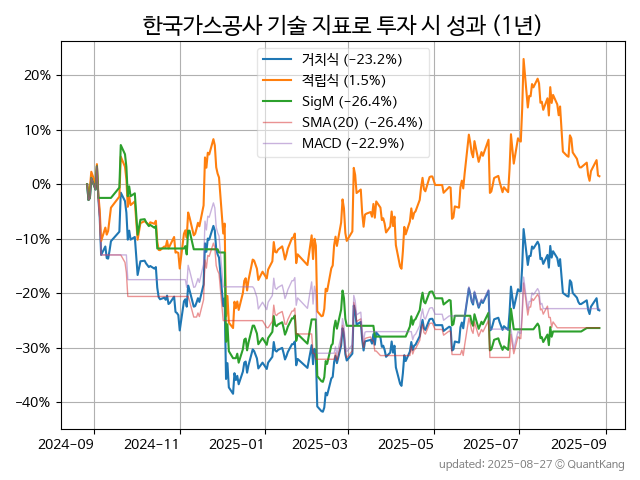 한국가스공사 기술 지표로 투자 시 성과 (1년)
거치식 (−23.2%)
적립식 (1.5%)
SigM (−26.4%)
SMA(20) (−26.4%)
MACD (−22.9%)
20%
10%
0%
−10%
−20%
−30%
−40%
2024-09 2024-11 2025-01 2025-03 2025-05 2025-07 2025-09
updated: 2025-08-27 © QuantKang